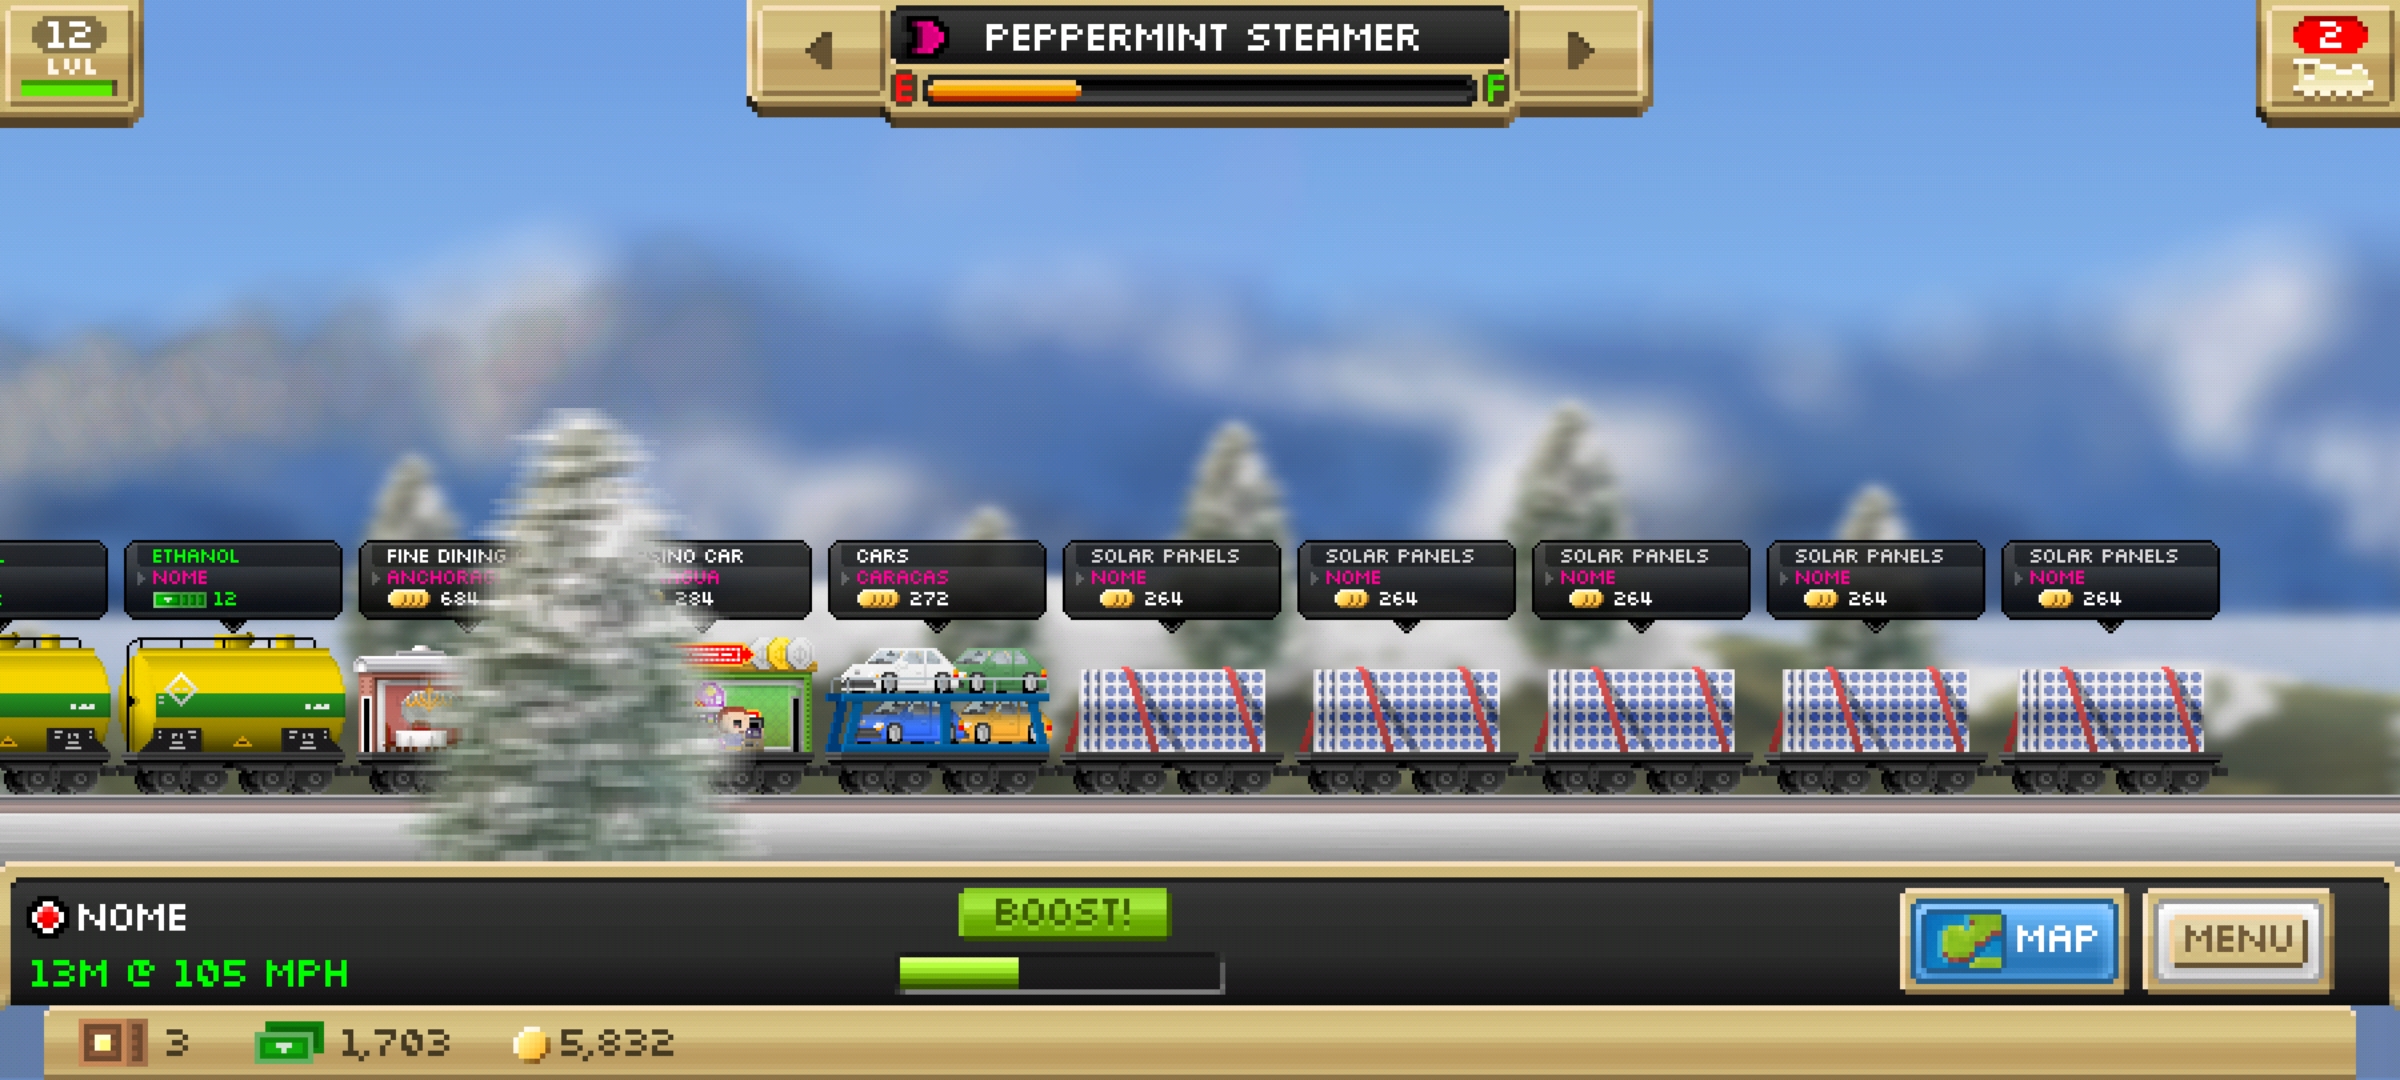 12
LVL
PEPPERMINT STEAMER
E
F
2
ETHANOL
NOME
12
FINE DINING
684
CAR
284
CARS
CARACAS
272
SOLAR PANELS
NOME
264
SOLAR PANELS
NOME
264
SOLAR PANELS
NOME
264
SOLAR PANELS
NOME
264
SOLAR PANELS
NOME
264
NOME
13M @ 105 MPH
BOOST!
MAP
MENU
3
1,703
5,832